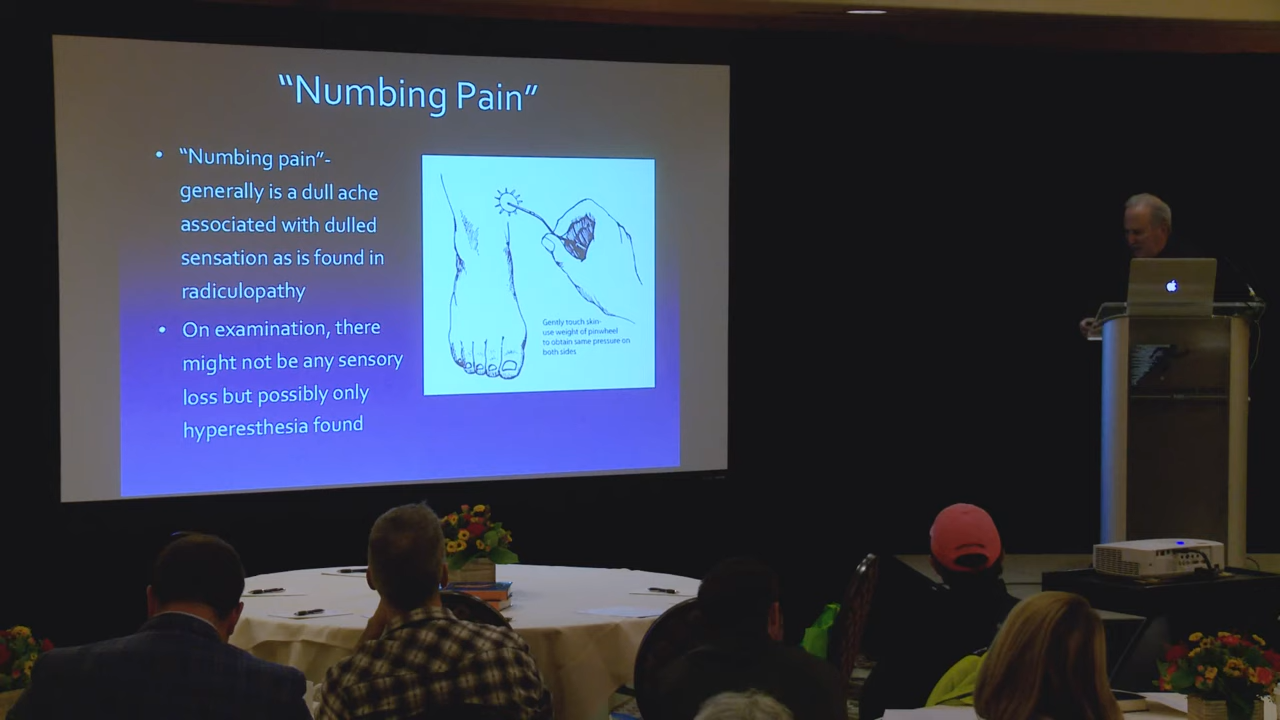 “Numbing Pain”
• “Numbing pain”-
generally is a dull ache
associated with dulled
sensation as is found in
radiculopathy
• On examination, there
might not be any sensory
loss but possibly only
hyperesthesia found
Gently touch skin-
use weight of pinwheel
to obtain same pressure on
both sides